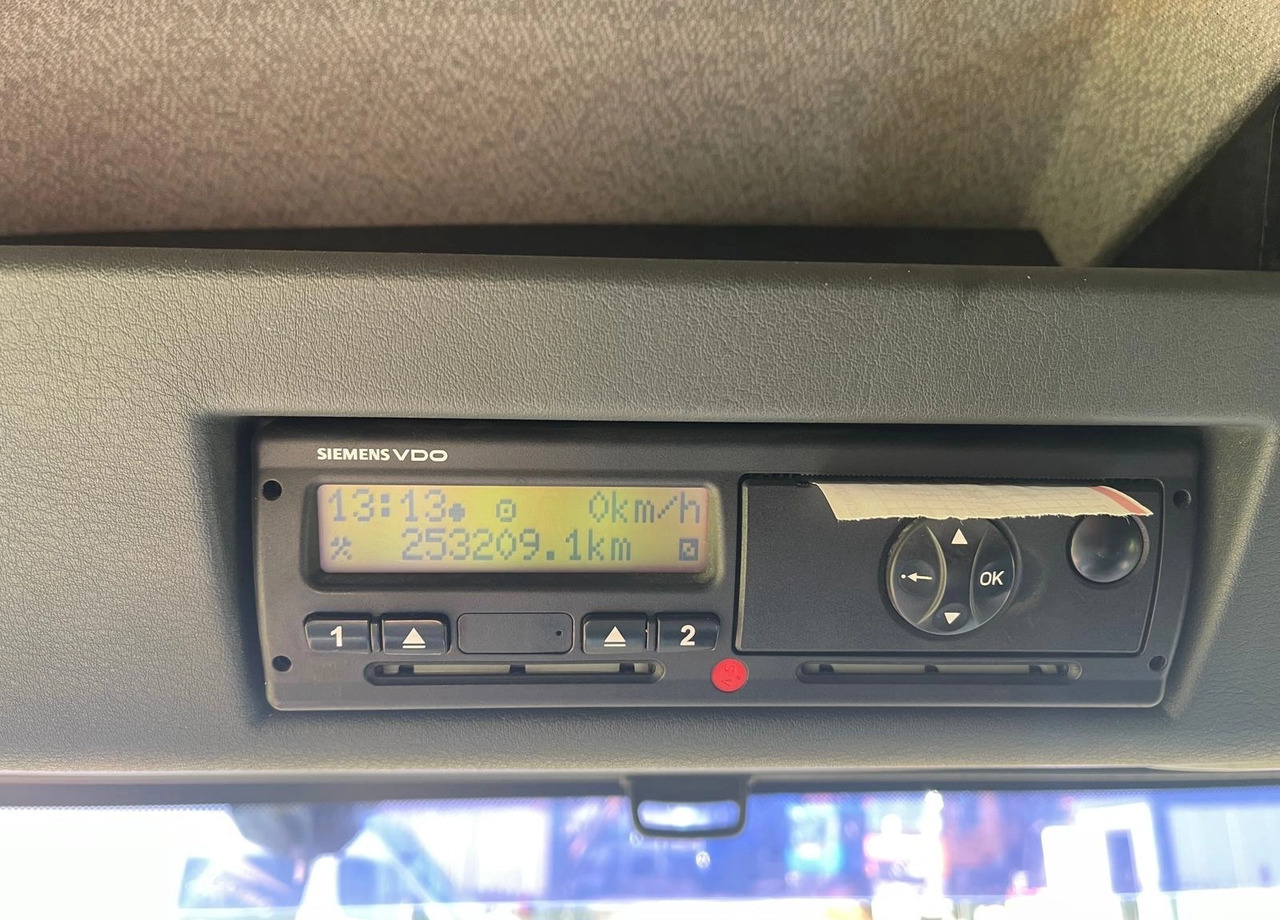 SIEMENS VDO
13:13 0km/h
253209.1km
1
2
OK